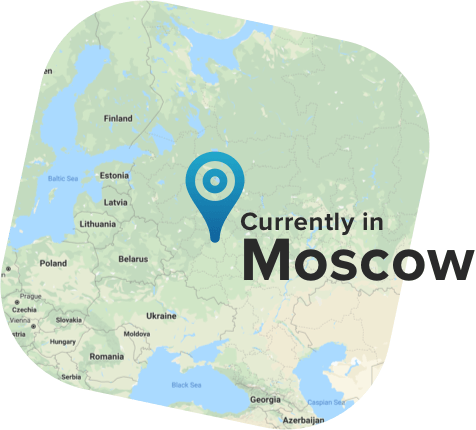 en
Finland
Baltic Sea
Estonia
Latvia
Lithuania
Currently in
Moscow
Poland
Belarus
Prague
Czechia
Vienna
Slovakia
Ukraine
tria
Hungary
Moldova
Romania
Serbia
Black Sea
Georgia
Caspian Sea
Azerbaijan